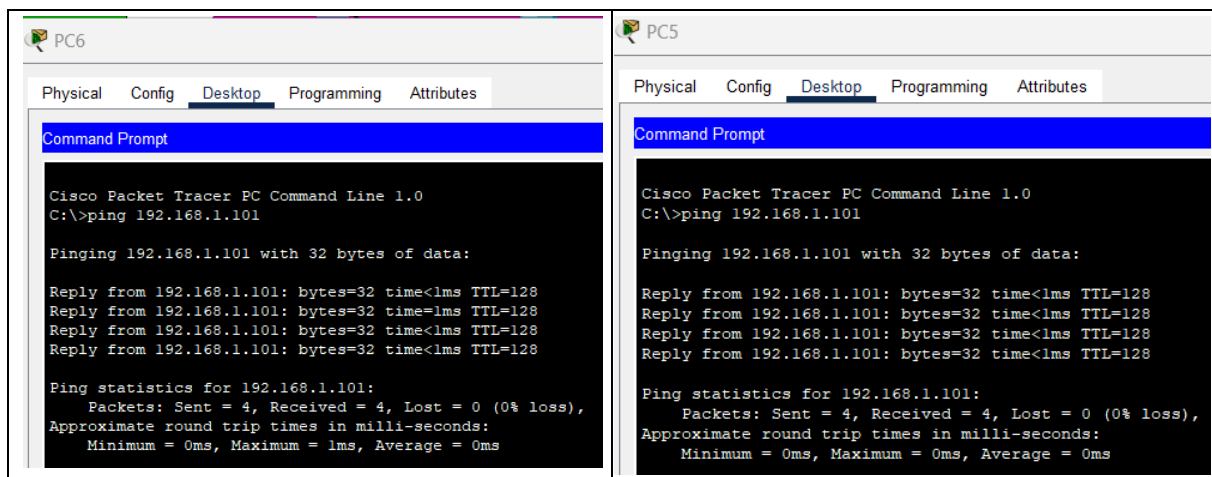 PC6
Physical Config Desktop Programming Attributes
Command Prompt
Cisco Packet Tracer PC Command Line 1.0
C:\>ping 192.168.1.101
Pinging 192.168.1.101 with 32 bytes of data:
Reply from 192.168.1.101: bytes=32 time<1ms TTL=128
Reply from 192.168.1.101: bytes=32 time=1ms TTL=128
Reply from 192.168.1.101: bytes=32 time<1ms TTL=128
Reply from 192.168.1.101: bytes=32 time<1ms TTL=128
Ping statistics for 192.168.1.101:
Packets: Sent = 4, Received = 4, Lost = 0 (0% loss),
Approximate round trip times in milli-seconds:
Minimum = 0ms, Maximum = 1ms, Average = 0ms
PC5
Physical Config Desktop Programming Attributes
Command Prompt
Cisco Packet Tracer PC Command Line 1.0
C:\>ping 192.168.1.101
Pinging 192.168.1.101 with 32 bytes of data:
Reply from 192.168.1.101: bytes=32 time<1ms TTL=128
Reply from 192.168.1.101: bytes=32 time<1ms TTL=128
Reply from 192.168.1.101: bytes=32 time<1ms TTL=128
Reply from 192.168.1.101: bytes=32 time<1ms TTL=128
Ping statistics for 192.168.1.101:
Packets: Sent = 4, Received = 4, Lost = 0 (0% loss),
Approximate round trip times in milli-seconds:
Minimum = 0ms, Maximum = 0ms, Average = 0ms